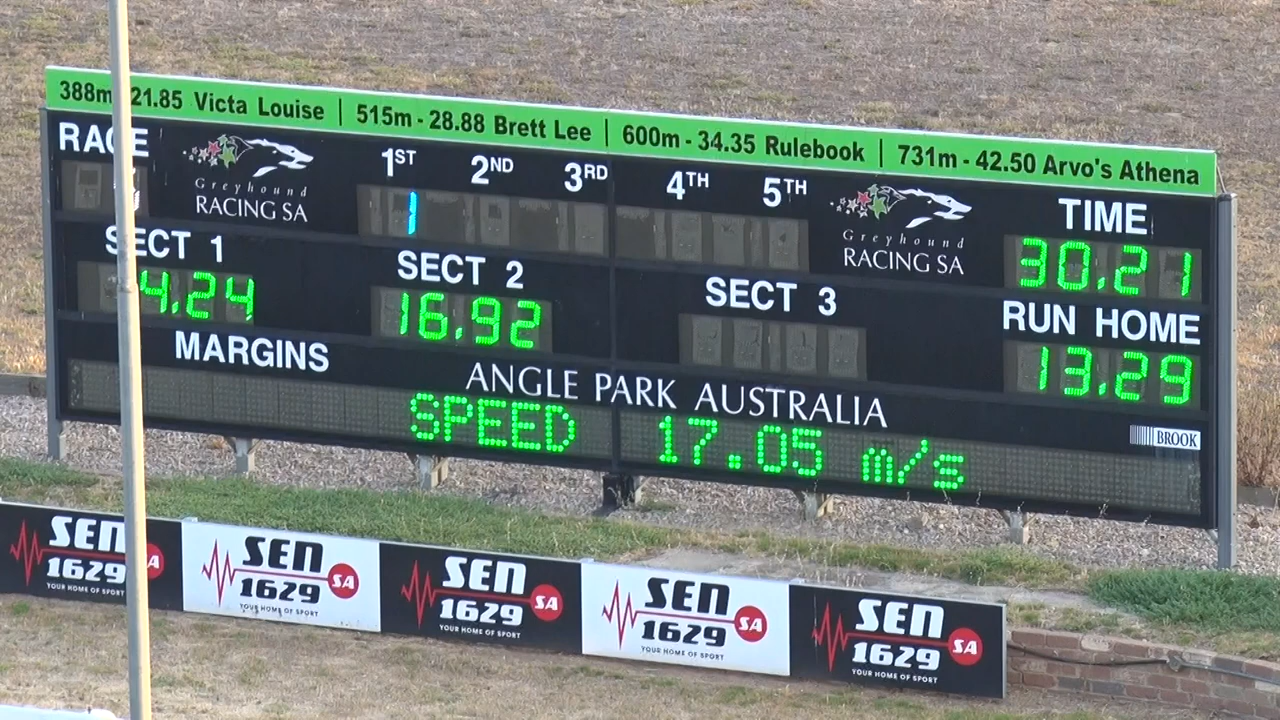 388m 21.85 Victa Louise | 515m - 28.88 Brett Lee | 600m - 34.35 Rulebook | 731m - 42.50 Arvo's Athena
RACE
Greyhound
RACING SA
1ST 2ND 3RD 4TH 5TH
1
Greyhound
RACING SA
TIME
30.21
SECT 1
4.24
SECT 2
16.92
SECT 3
RUN HOME
13.29
MARGINS
ANGLE PARK AUSTRALIA
SPEED 17.05 m/s
BROOK
SEN
1629
SA
YOUR HOME OF SPORT
SEN
1629
SA
YOUR HOME OF SPORT
SEN
1629
SA
YOUR HOME OF SPORT
SEN
1629
SA
YOUR HOME OF SPORT
SEN
1629
SA
YOUR HOME OF SPORT